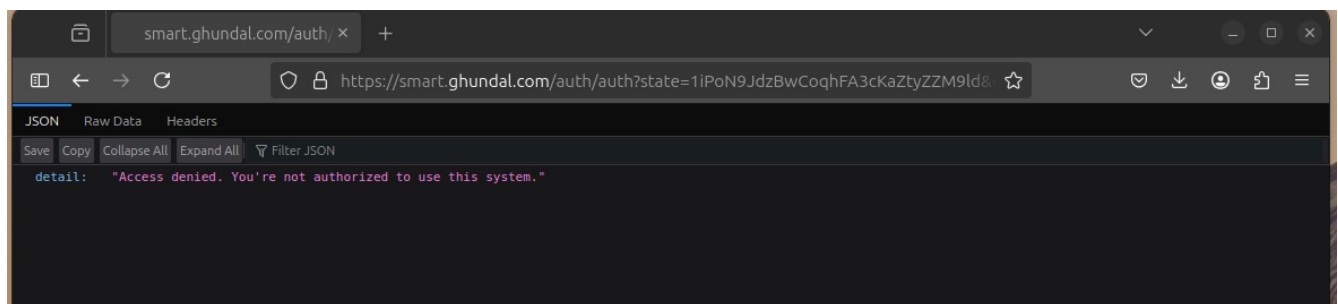 smart.ghundal.com/auth/
https://smart.ghundal.com/auth/auth?state=1iPoN9JdzBwCoqhFA3cKaZtyZZM9ld&
JSON Raw Data Headers
Save Copy Collapse All Expand All Filter JSON
detail: "Access denied. You're not authorized to use this system."